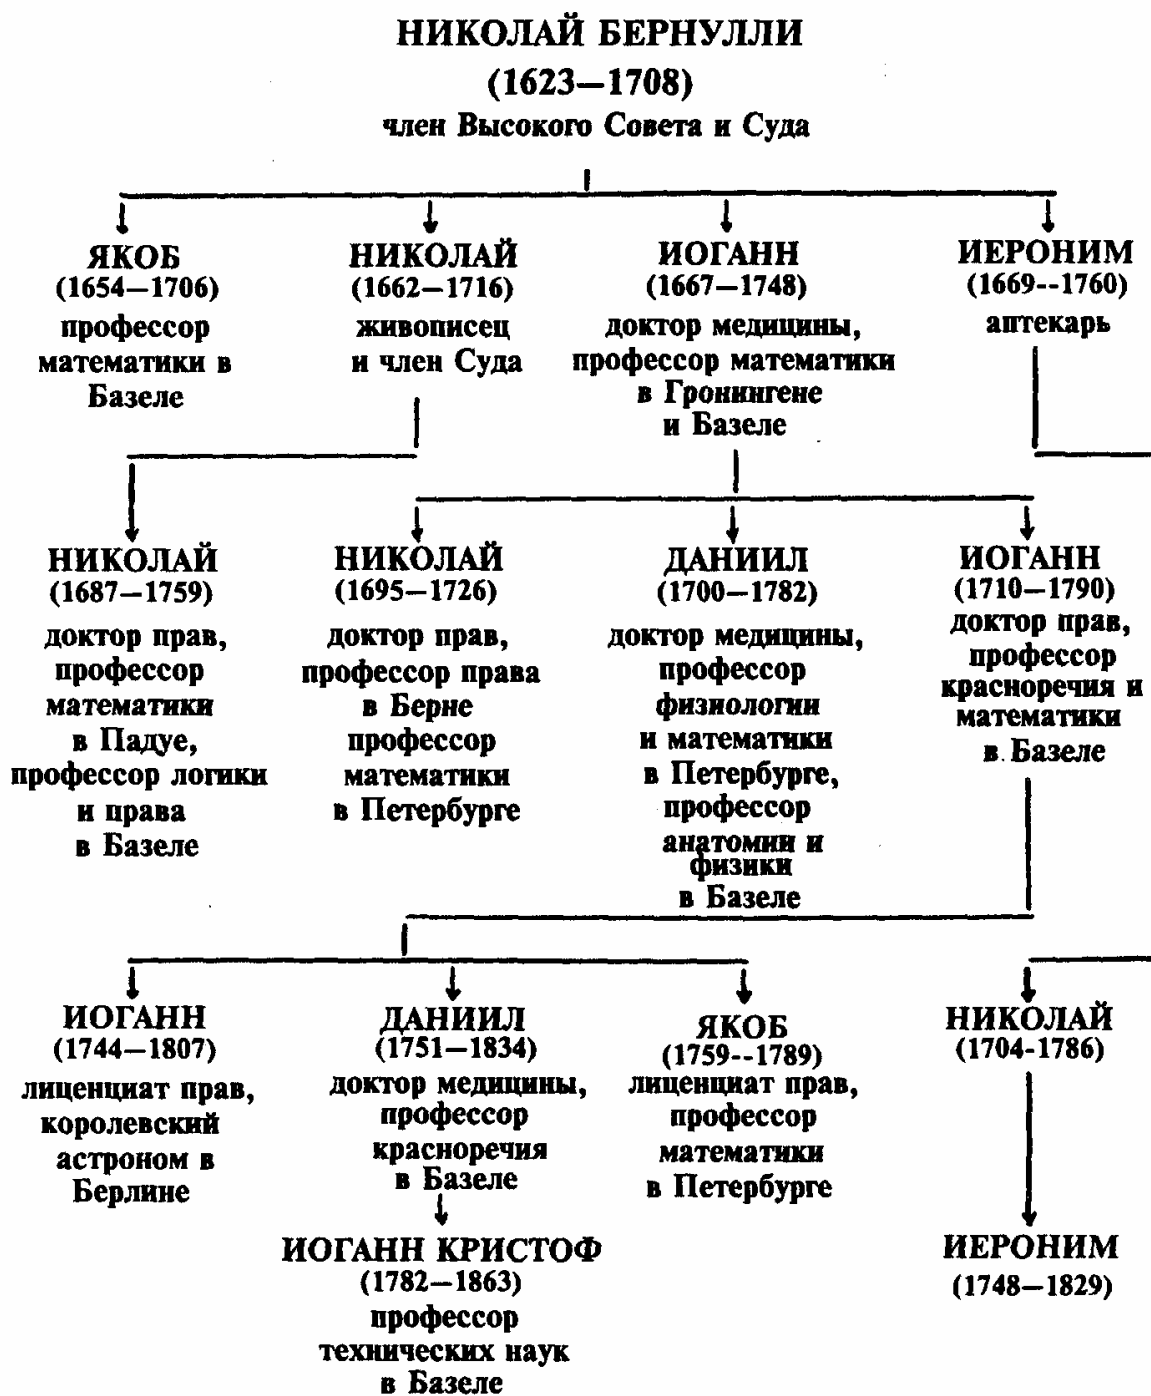 НИКОЛАЙ БЕРНУЛЛИ
(1623—1708)
член Высокого Совета и Суда
ЯКОБ
(1654—1706)
профессор
математики в
Базеле
НИКОЛАЙ
(1662—1716)
живописец
и член Суда
ИОГАНН
(1667—1748)
доктор медицины,
профессор математики
в Гронингене
и Базеле
ИЕРОНИМ
(1669--1760)
аптекарь
НИКОЛАЙ
(1687—1759)
доктор прав,
профессор
математики
в Падуе,
профессор логики
и права
в Базеле
НИКОЛАЙ
(1695—1726)
доктор прав,
профессор права
в Берне
профессор
математики
в Петербурге
ДАНИИЛ
(1700—1782)
доктор медицины,
профессор
физиологии
и математики
в Петербурге,
профессор
анатомии и
физики
в Базеле
ИОГАНН
(1710—1790)
доктор прав,
профессор
красноречия и
математики
в Базеле
ИОГАНН
(1744—1807)
лиценциат прав,
королевский
астроном в
Берлине
ДАНИИЛ
(1751—1834)
доктор медицины,
профессор
красноречия
в Базеле
ЯКОБ
(1759--1789)
лиценциат прав,
профессор
математики
в Петербурге
НИКОЛАЙ
(1704-1786)
ИОГАНН КРИСТОФ
(1782—1863)
профессор
технических наук
в Базеле
ИЕРОНИМ
(1748—1829)